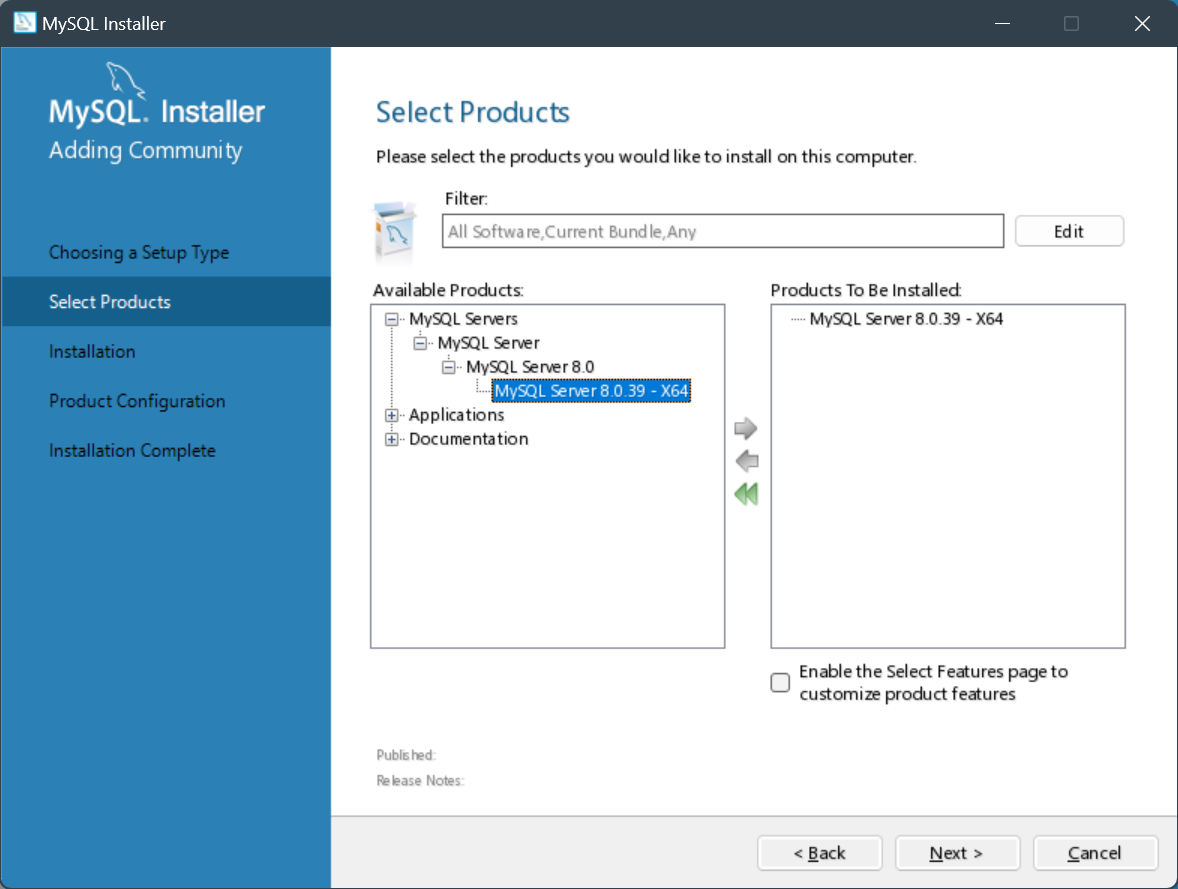 MySQL Installer
MySQL. Installer
Adding Community
Choosing a Setup Type
Select Products
Installation
Product Configuration
Installation Complete
Select Products
Please select the products you would like to install on this computer.
Filter:
All Software,Current Bundle,Any
Edit
Available Products:
MySQL Servers
MySQL Server
MySQL Server 8.0
MySQL Server 8.0.39 - X64
Applications
Documentation
Products To Be Installed:
MySQL Server 8.0.39 - X64
Enable the Select Features page to
customize product features
Published:
Release Notes:
< Back
Next >
Cancel